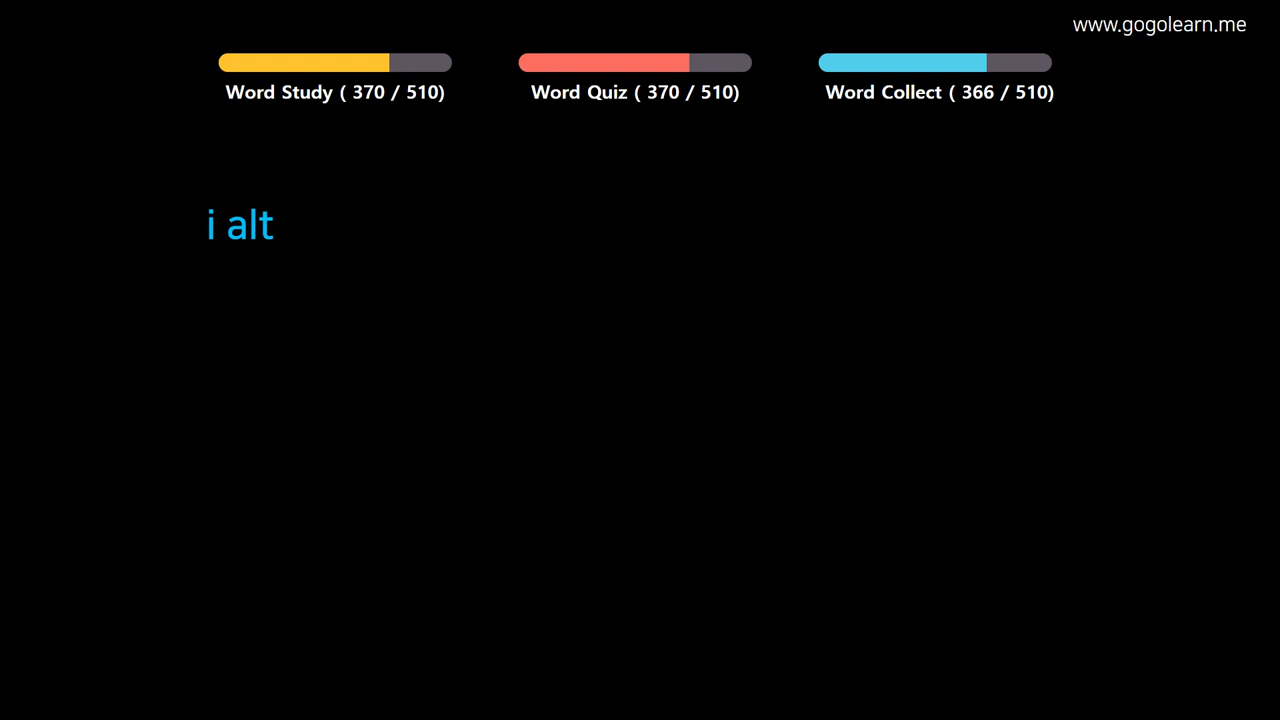 www.gogolearn.me
Word Study ( 370 / 510)
Word Quiz ( 370 / 510)
Word Collect ( 366 / 510)
i alt